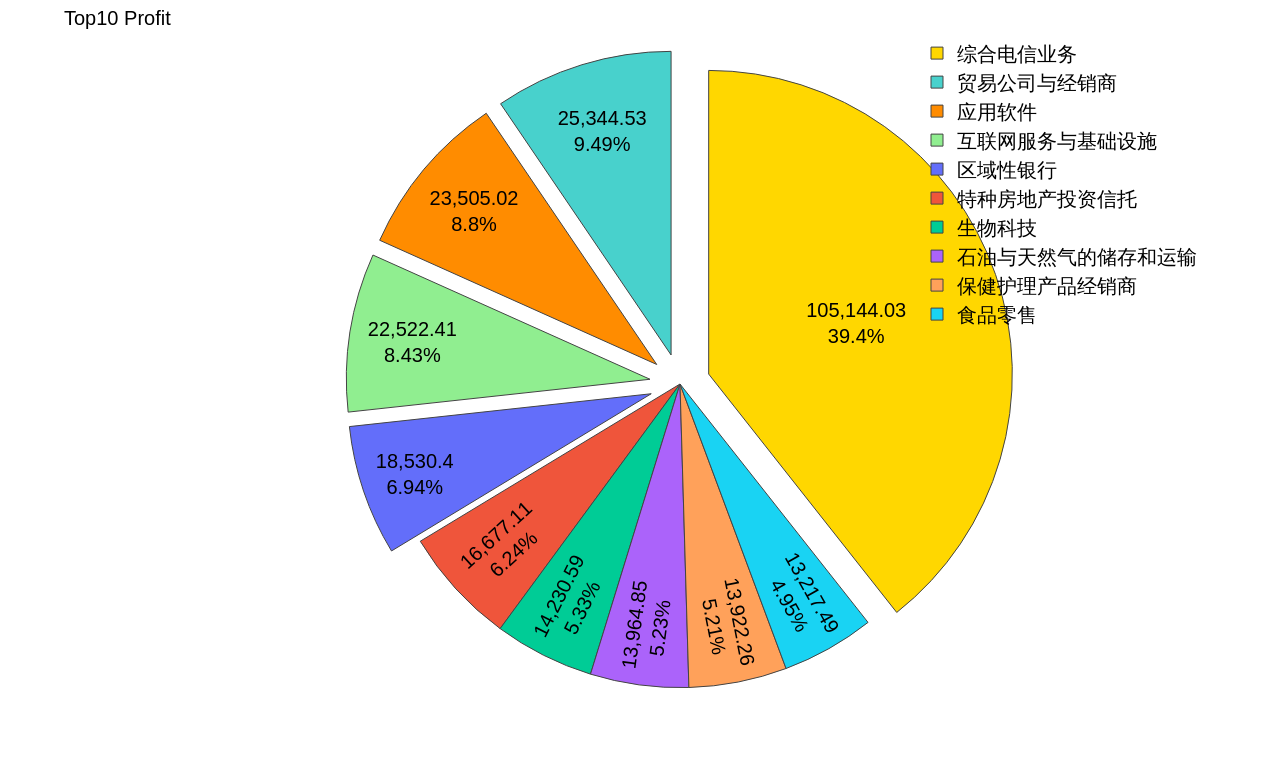 Top10 Profit
综合电信业务
贸易公司与经销商
应用软件
互联网服务与基础设施
区域性银行
特种房地产投资信托
生物科技
石油与天然气的储存和运输
保健护理产品经销商
食品零售
25,344.53
9.49%
23,505.02
8.8%
22,522.41
8.43%
18,530.4
6.94%
16,677.11
6.24%
14,230.59
5.33%
13,964.85
5.23%
13,922.26
5.21%
13,217.49
4.95%
105,144.03
39.4%